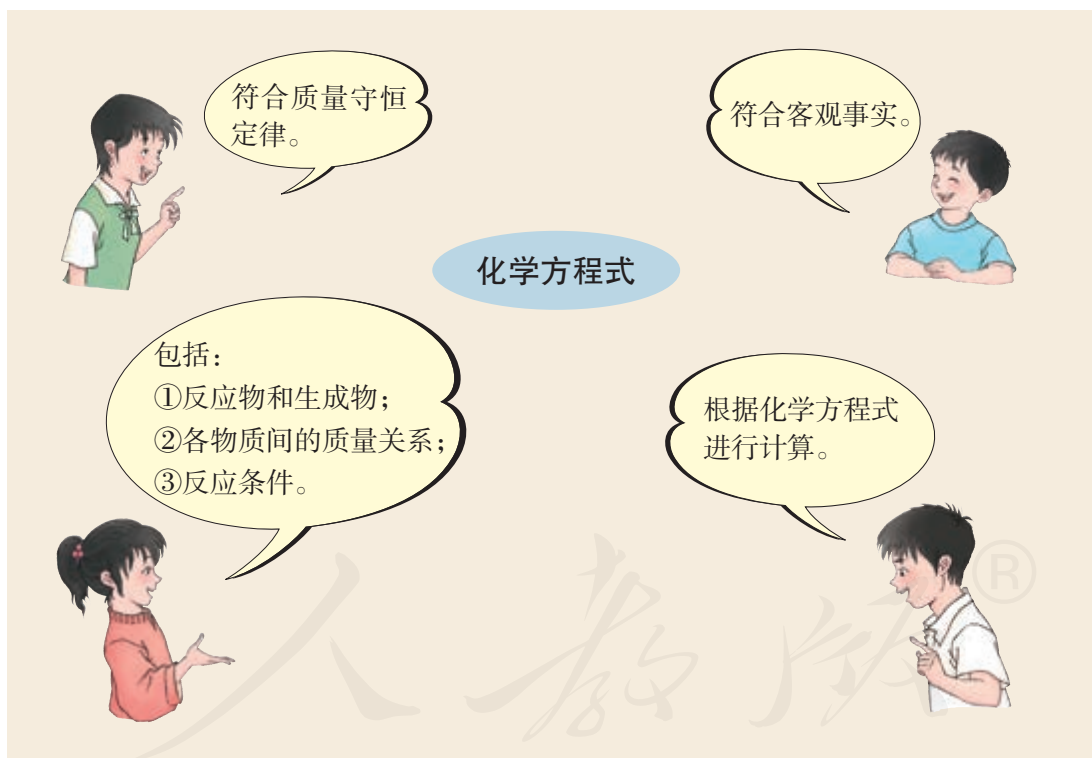 符合质量守恒
定律。
符合客观事实。
化学方程式
包括：
①反应物和生成物；
②各物质间的质量关系；
③反应条件。
根据化学方程式
进行计算。
人教版®